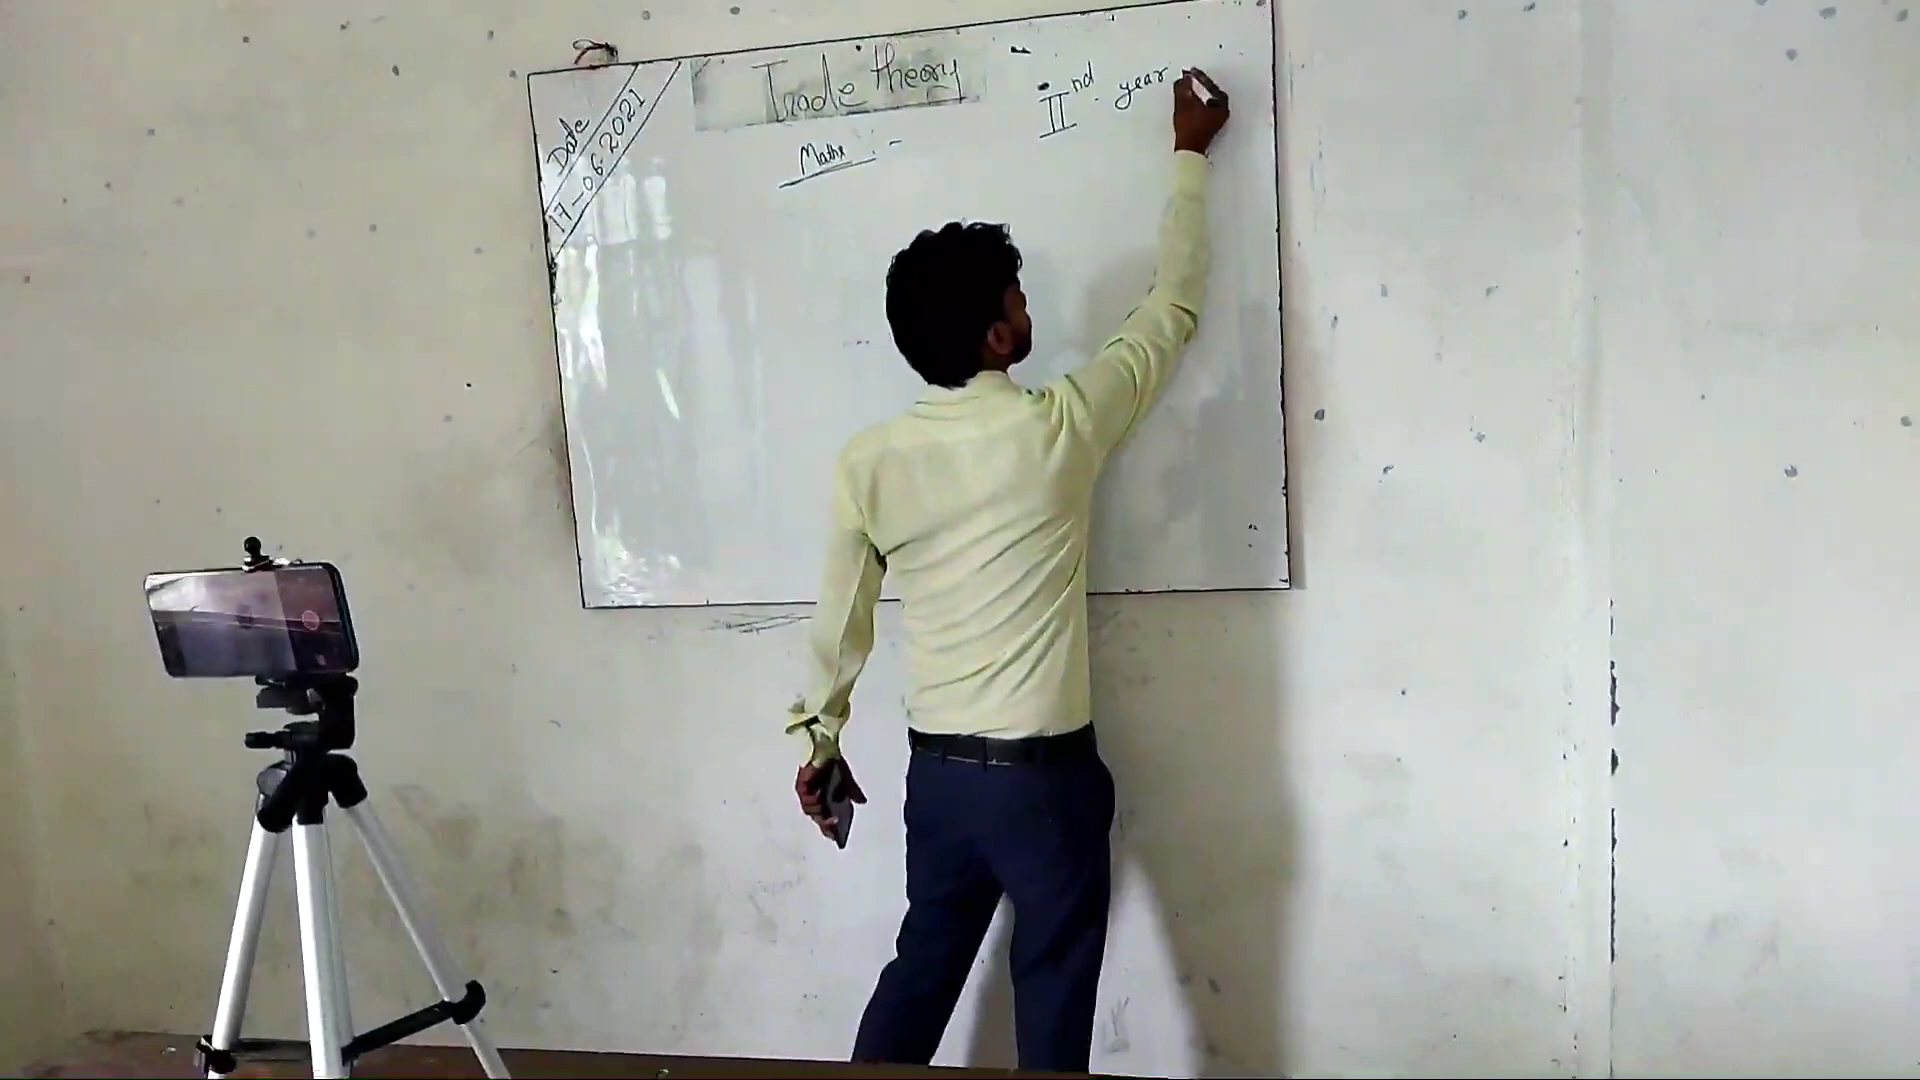 Date
17-06-2021
Trade theory
IInd year
Maths :-